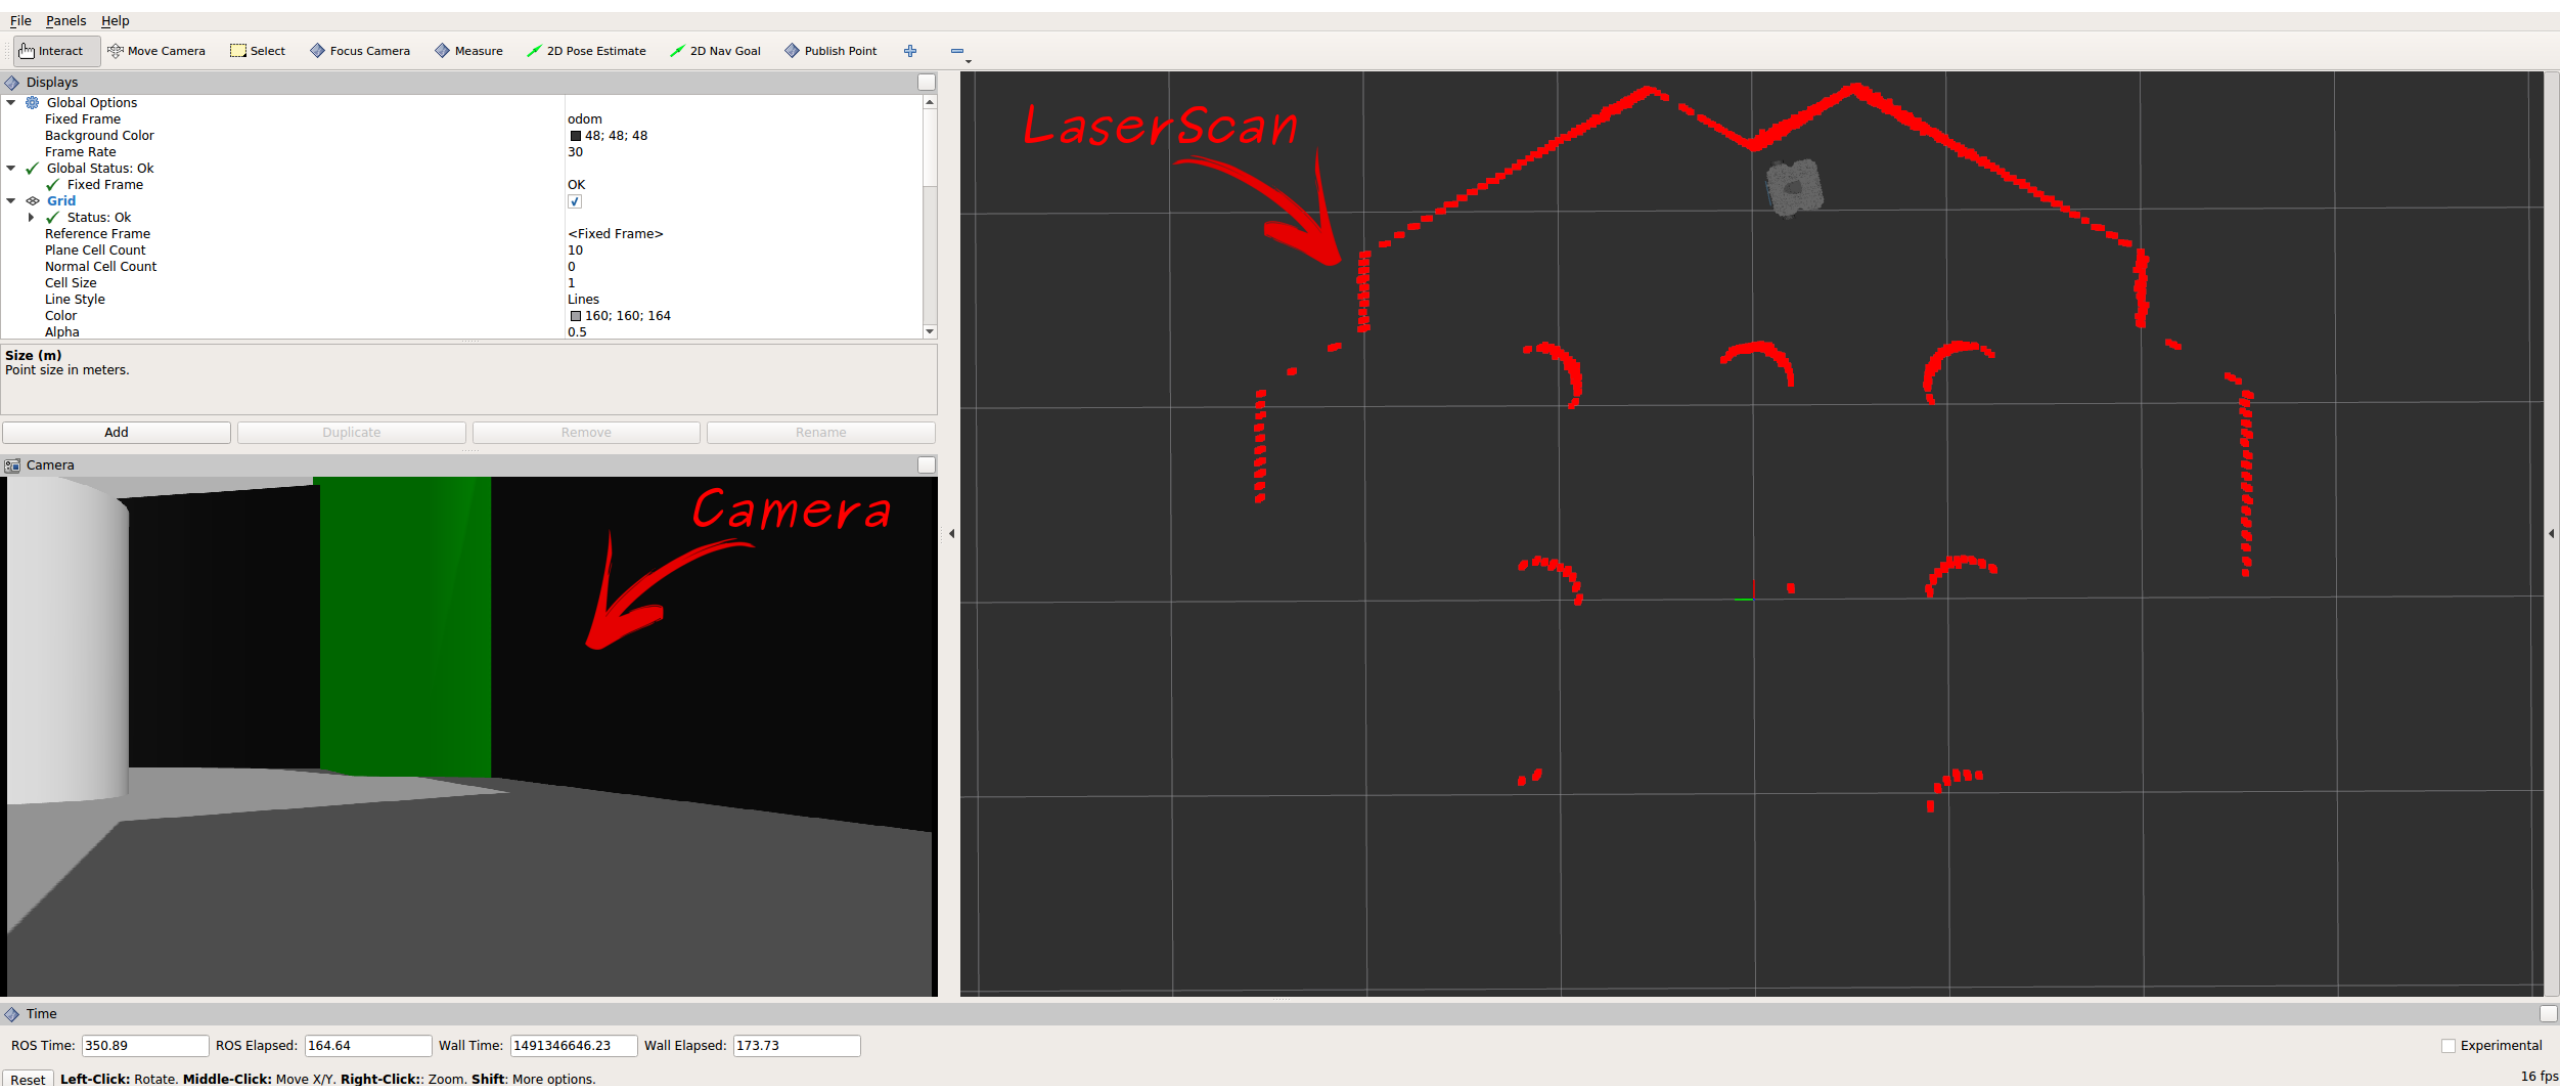 File Panels Help
Interact Move Camera Select Focus Camera Measure 2D Pose Estimate 2D Nav Goal Publish Point
Displays
Global Options
Fixed Frame odom
Background Color 48; 48; 48
Frame Rate 30
Global Status: Ok
Fixed Frame OK
Grid
Status: Ok
Reference Frame <Fixed Frame>
Plane Cell Count 10
Normal Cell Count 0
Cell Size 1
Line Style Lines
Color 160; 160; 164
Alpha 0.5
Size (m)
Point size in meters.
Add Duplicate Remove Rename
Camera
Camera
LaserScan
Time
ROS Time: 350.89 ROS Elapsed: 164.64 Wall Time: 1491346646.23 Wall Elapsed: 173.73 Experimental
Reset Left-Click: Rotate. Middle-Click: Move X/Y. Right-Click:: Zoom. Shift: More options. 16 fps